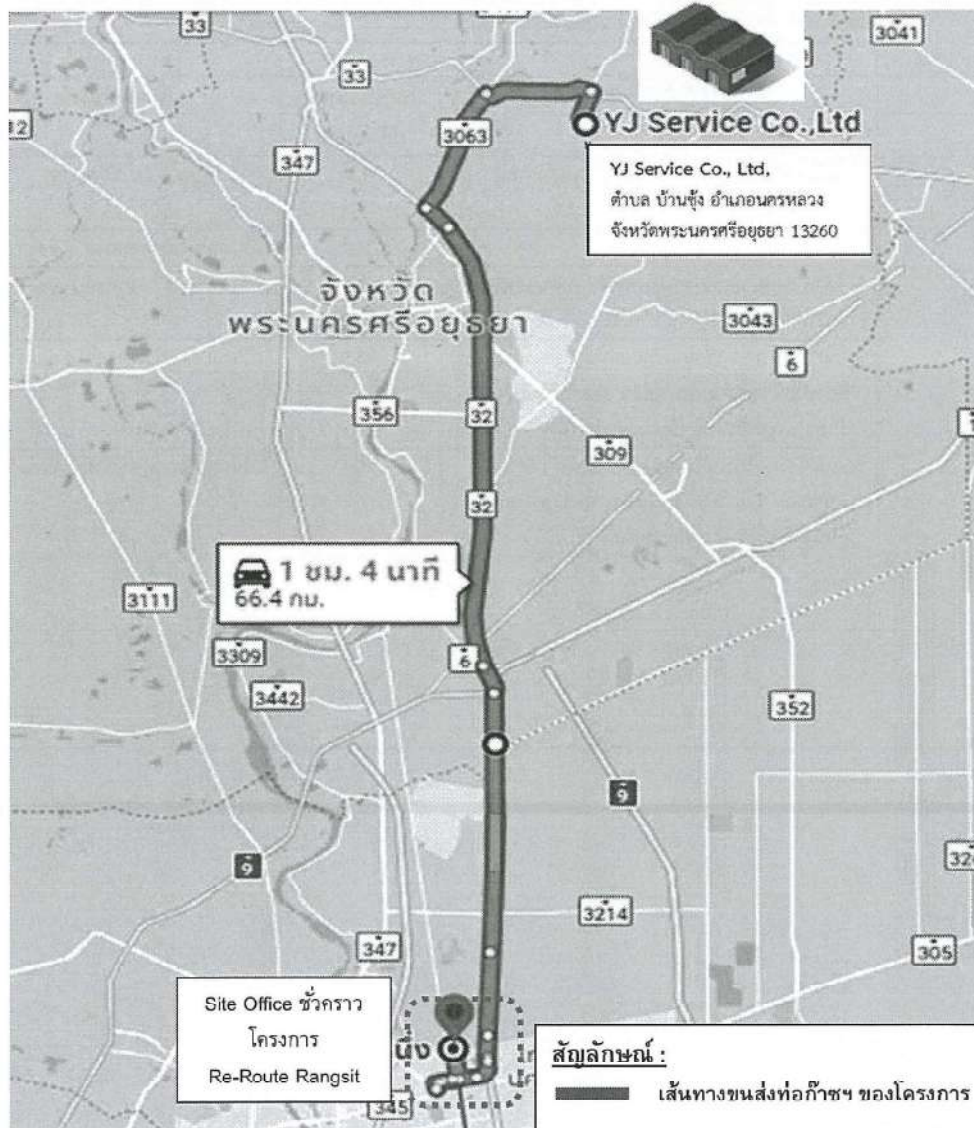 33
3041
33
12
3063
347
YJ Service Co.,Ltd
YJ Service Co., Ltd,
ตำบล บ้านชุ้ง อำเภอนครหลวง
จังหวัดพระนครศรีอยุธยา 13260
จังหวัด
พระนครศรีอยุธยา
3043
6
356
32
309
32
1 ชม. 4 นาที
66.4 กม.
3111
3309
6
3442
352
9
9
3214
347
305
Site Office ชั่วคราว
โครงการ
Re-Route Rangsit
345
สัญลักษณ์ :
เส้นทางขนส่งท่อก๊าซฯ ของโครงการ